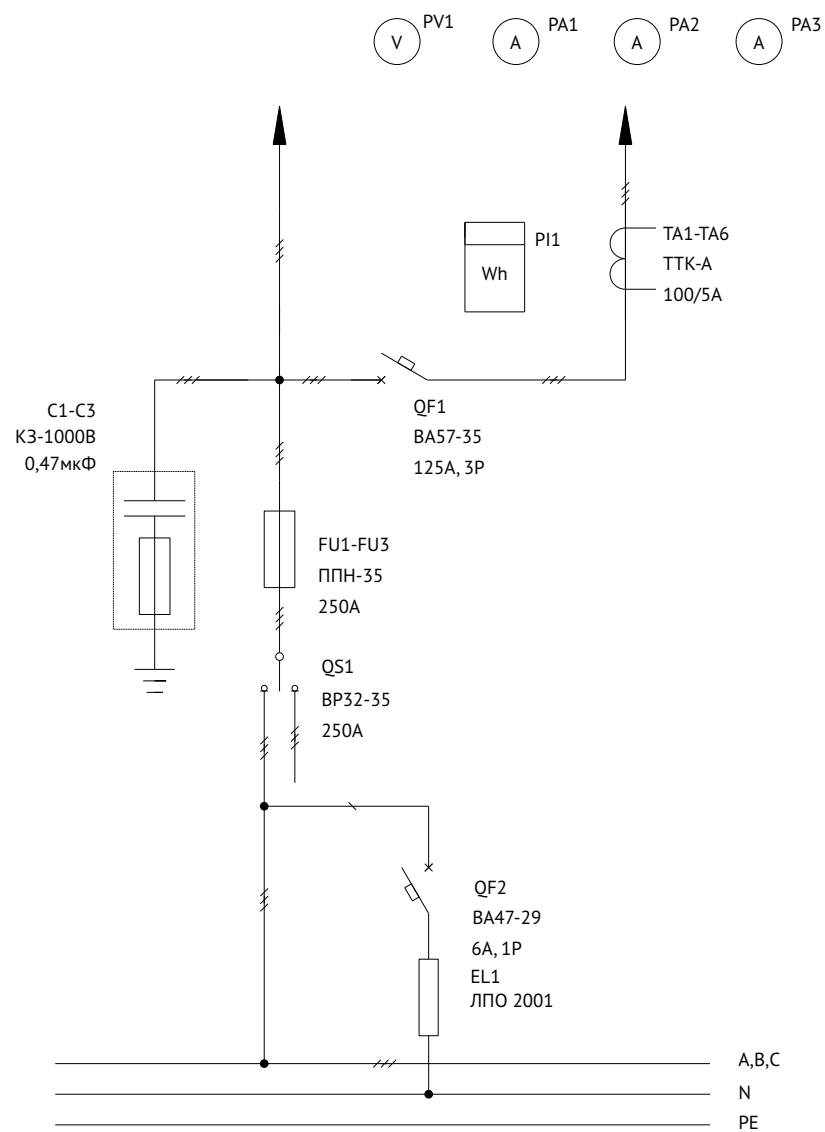 PV1
V
PA1
A
PA2
A
PA3
A
PI1
Wh
TA1-TA6
ТТК-А
100/5А
C1-C3
КЗ-1000В
0,47мкФ
QF1
ВА57-35
125А, 3Р
FU1-FU3
ППН-35
250А
QS1
ВР32-35
250А
QF2
ВА47-29
6А, 1Р
EL1
ЛПО 2001
A,B,C
N
PE